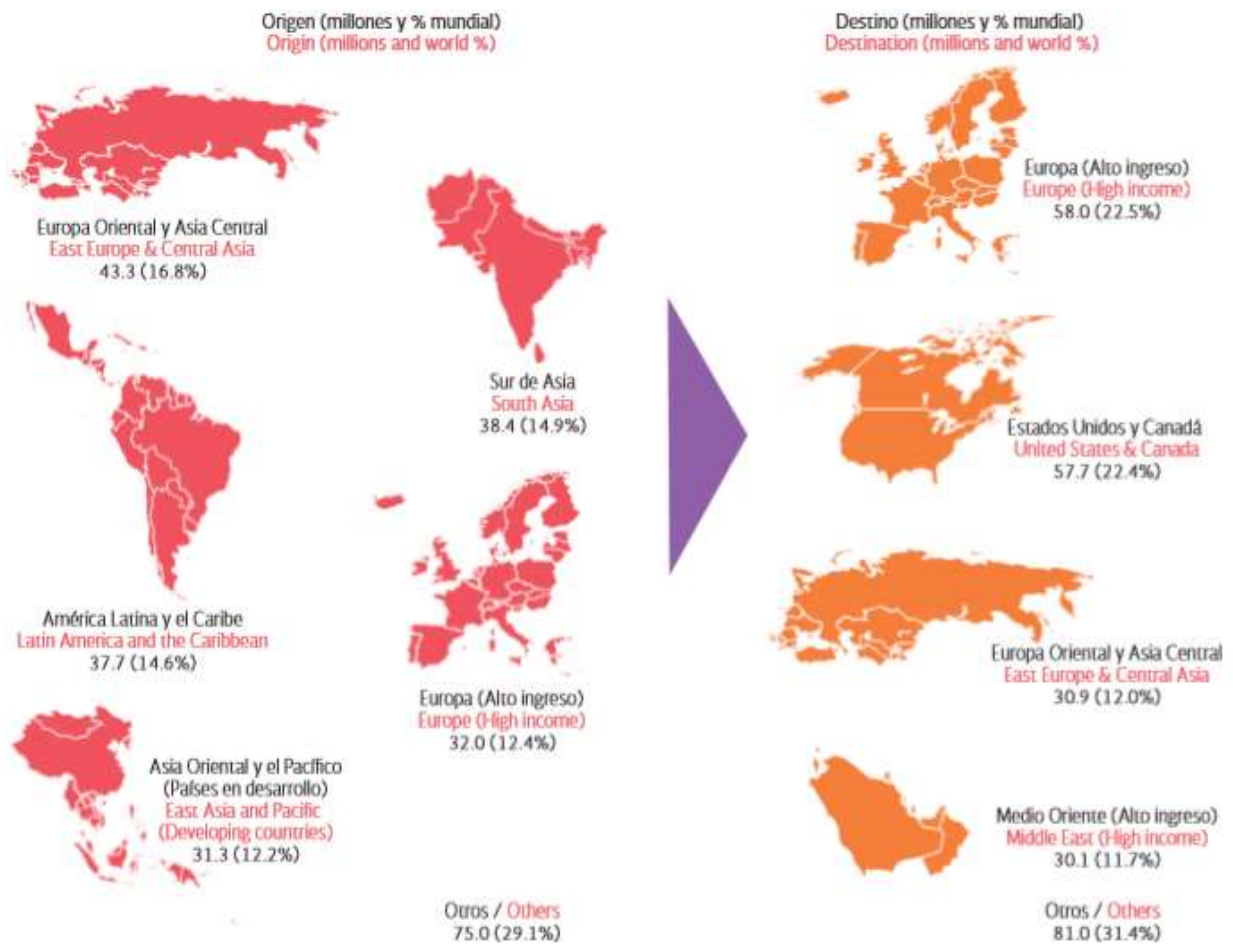 Origen (millones y % mundial)
Origin (millions and world %)
Europa Oriental y Asia Central
East Europe & Central Asia
43.3 (16.8%)
Sur de Asia
South Asia
38.4 (14.9%)
América Latina y el Caribe
Latin America and the Caribbean
37.7 (14.6%)
Europa (Alto ingreso)
Europe (High income)
32.0 (12.4%)
Asia Oriental y el Pacífico
(Países en desarrollo)
East Asia and Pacific
(Developing countries)
31.3 (12.2%)
Otros / Others
75.0 (29.1%)
Destino (millones y % mundial)
Destination (millions and world %)
Europa (Alto ingreso)
Europe (High income)
58.0 (22.5%)
Estados Unidos y Canadá
United States & Canada
57.7 (22.4%)
Europa Oriental y Asia Central
East Europe & Central Asia
30.9 (12.0%)
Medio Oriente (Alto ingreso)
Middle East (High income)
30.1 (11.7%)
Otros / Others
81.0 (31.4%)